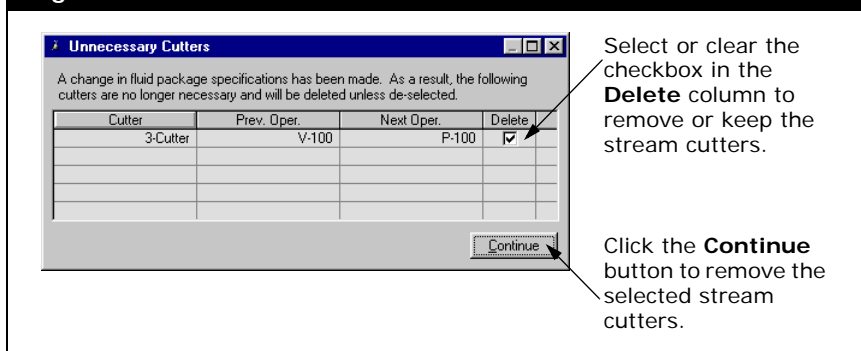 Unnecessary Cutters
A change in fluid package specifications has been made. As a result, the following
cutters are no longer necessary and will be deleted unless de-selected.
Cutter Prev. Oper. Next Oper. Delete
3-Cutter V-100 P-100
Continue
Select or clear the
checkbox in the
Delete column to
remove or keep the
stream cutters.
Click the Continue
button to remove the
selected stream
cutters.